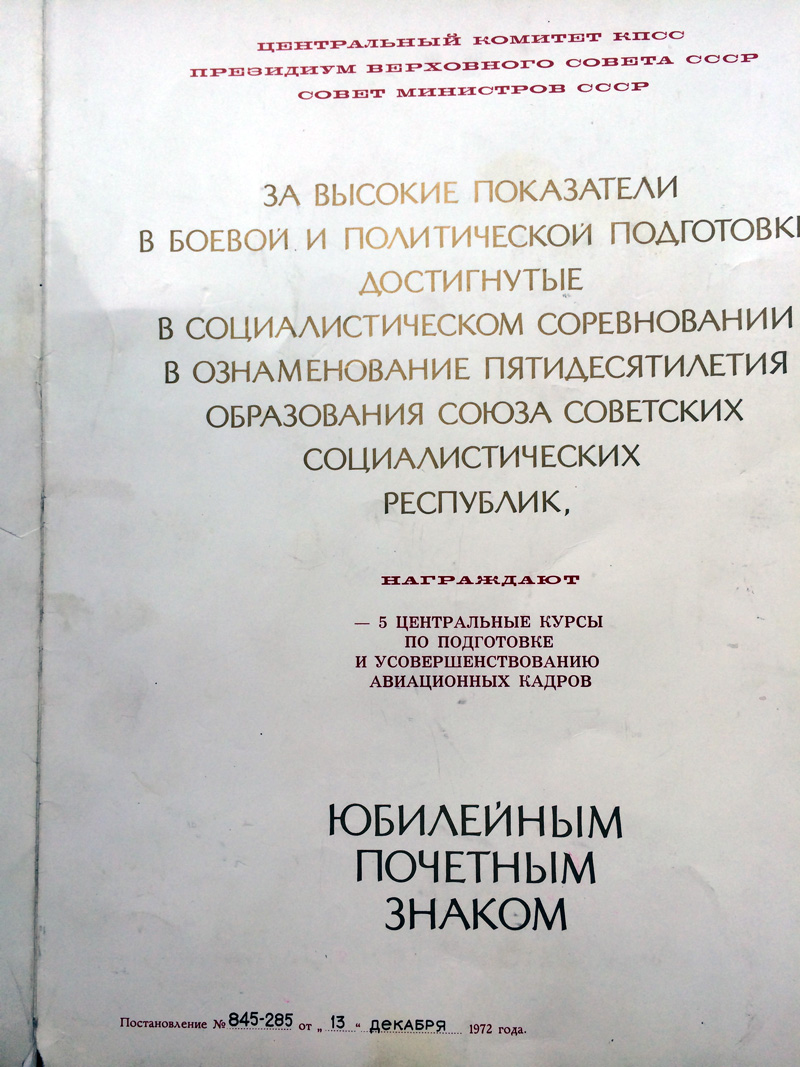 ЦЕНТРАЛЬНЫЙ КОМИТЕТ КПСС
ПРЕЗИДИУМ ВЕРХОВНОГО СОВЕТА СССР
СОВЕТ МИНИСТРОВ СССР
ЗА ВЫСОКИЕ ПОКАЗАТЕЛИ
В БОЕВОЙ И ПОЛИТИЧЕСКОЙ ПОДГОТОВКЕ
ДОСТИГНУТЫЕ
В СОЦИАЛИСТИЧЕСКОМ СОРЕВНОВАНИИ
В ОЗНАМЕНОВАНИЕ ПЯТИДЕСЯТИЛЕТИЯ
ОБРАЗОВАНИЯ СОЮЗА СОВЕТСКИХ
СОЦИАЛИСТИЧЕСКИХ
РЕСПУБЛИК,
НАГРАЖДАЮТ
— 5 ЦЕНТРАЛЬНЫЕ КУРСЫ
ПО ПОДГОТОВКЕ
И УСОВЕРШЕНСТВОВАНИЮ
АВИАЦИОННЫХ КАДРОВ
ЮБИЛЕЙНЫМ
ПОЧЕТНЫМ
ЗНАКОМ
Постановление № 845-285 от „ 13 “ декАБРЯ 1972 года.